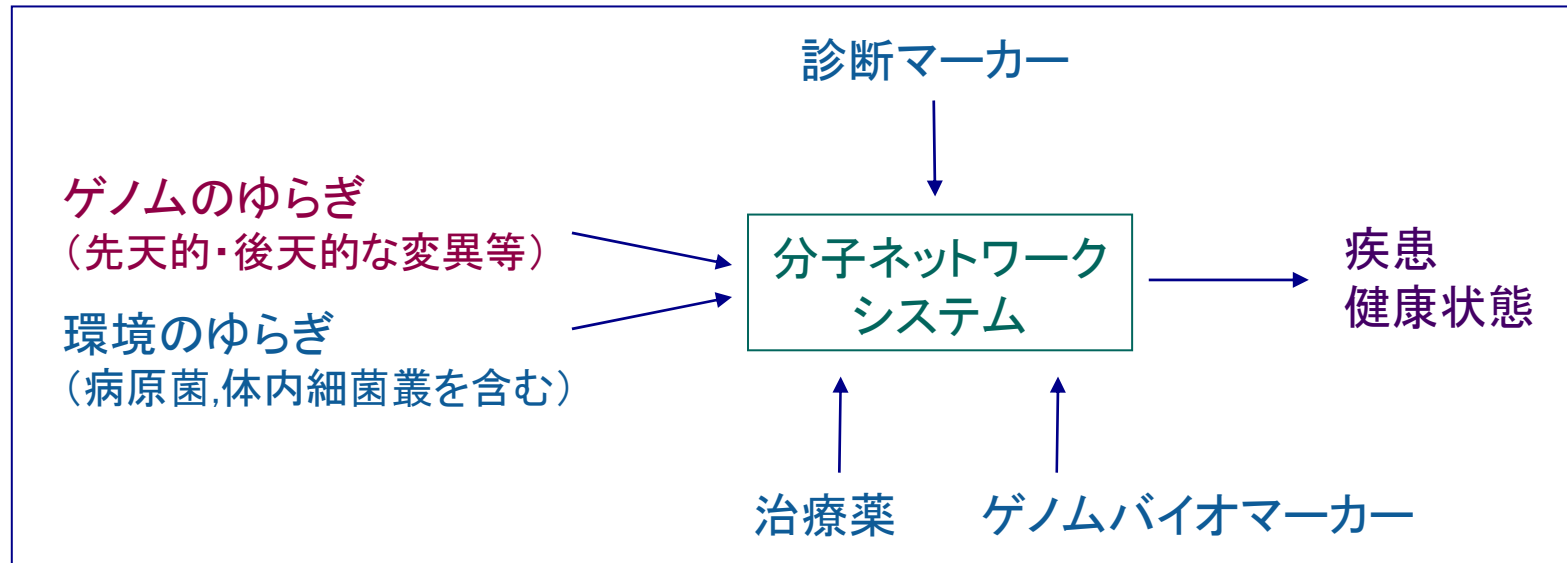 診断マーカー
ゲノムのゆらぎ
（先天的・後天的な変異等）
環境のゆらぎ
（病原菌,体内細菌叢を含む）
分子ネットワーク
システム
疾患
健康状態
治療薬
ゲノムバイオマーカー